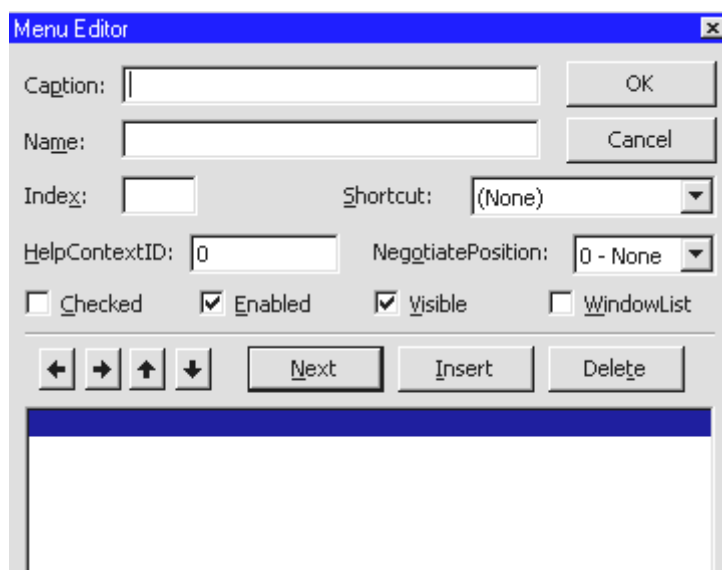 Menu Editor
Caption: OK
Name: Cancel
Index: Shortcut: (None)
HelpContextID: 0 NegotiatePosition: 0 - None
Checked Enabled Visible WindowList
Next Insert Delete